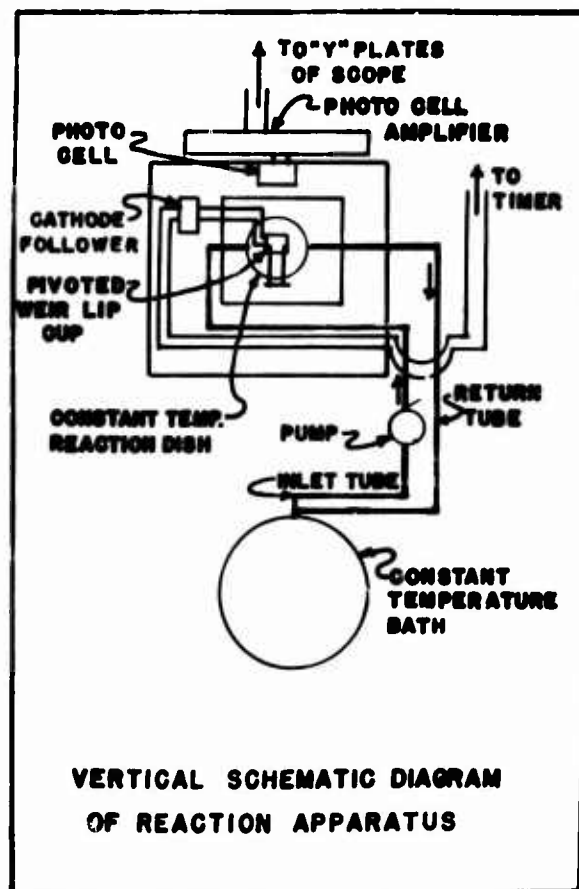 TO "Y" PLATES
OF SCOPE
PHOTO CELL
AMPLIFIER
PHOTO
CELL
TO
TIMER
CATHODE
FOLLOWER
PIVOTED
WEIR LIP
CUP
CONSTANT TEMP.
REACTION DISH
PUMP
RETURN
TUBE
INLET TUBE
CONSTANT
TEMPERATURE
BATH
VERTICAL SCHEMATIC DIAGRAM
OF REACTION APPARATUS